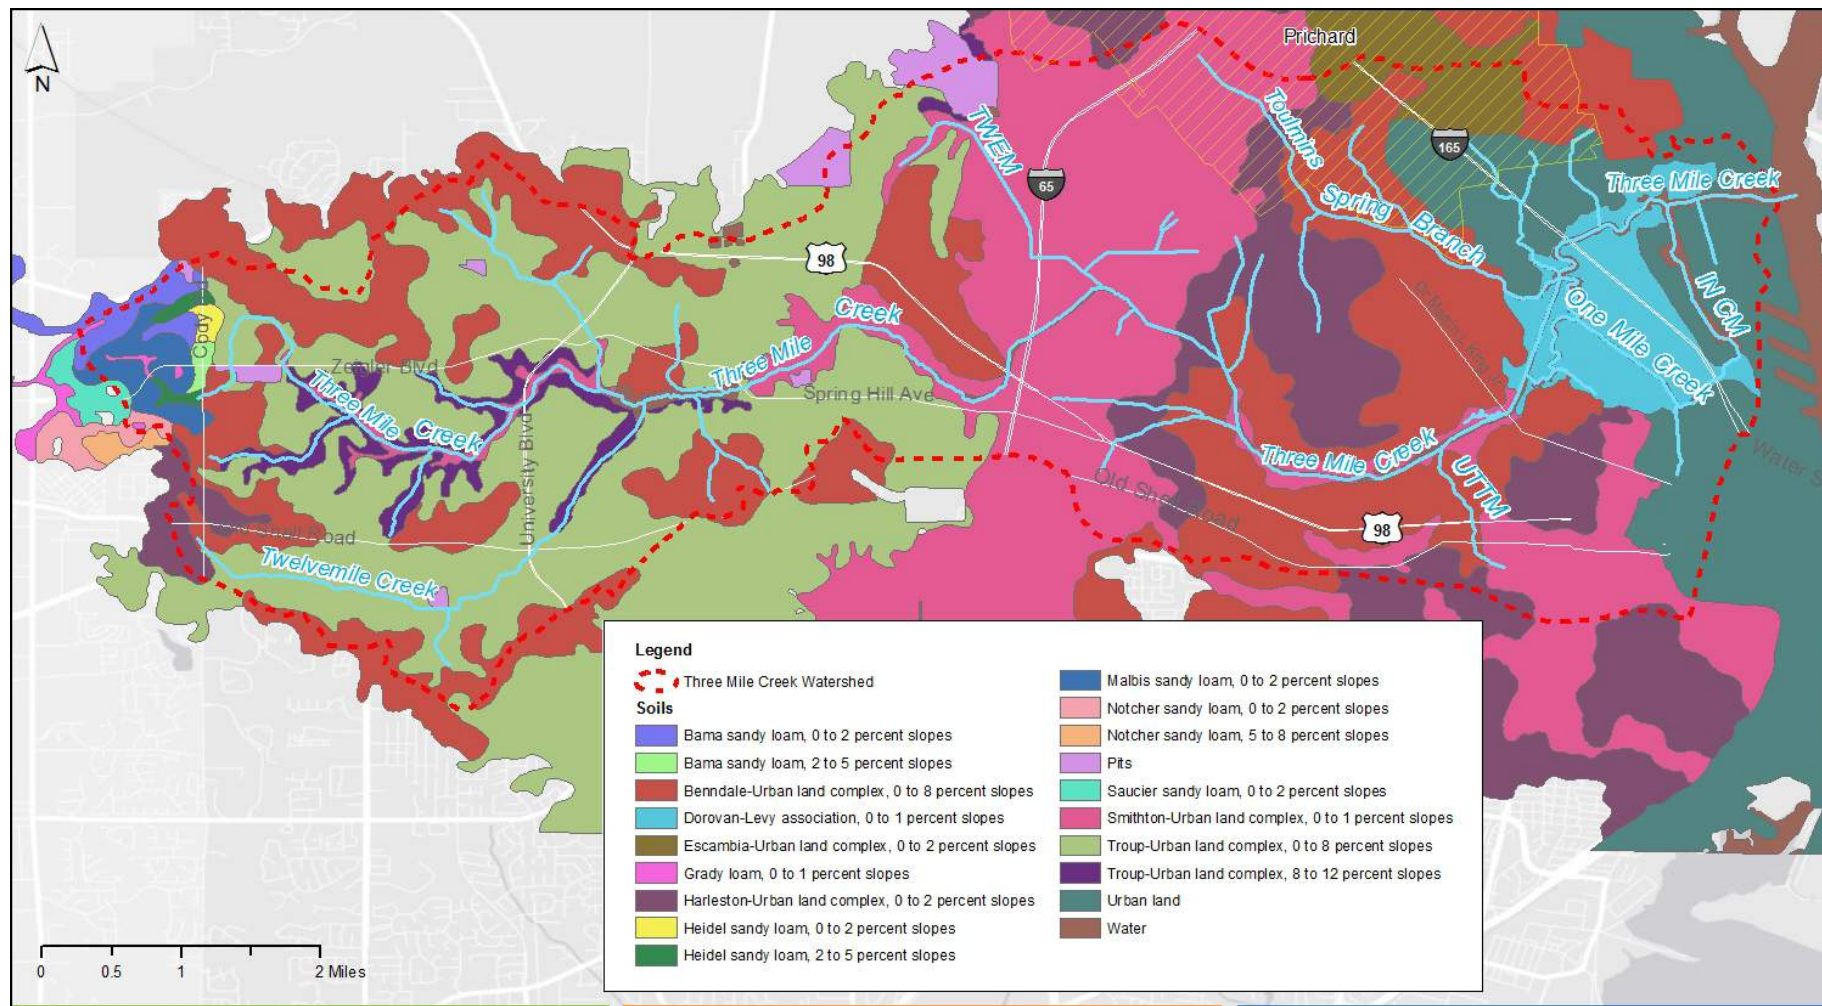 N
Prichard
TWEM
Toulmins
Spring
Branch
165
65
Three Mile Creek
98
IN CM
One Mile Creek
Creek
Three Mile
Zeigler Blvd
Spring Hill Ave
Three Mile
Creek
University Blvd
Three Mile Creek
UTTM
Old Shell Road
98
Water S
Shell Road
Twelvemile Creek
Legend
Three Mile Creek Watershed
Soils
Bama sandy loam, 0 to 2 percent slopes
Bama sandy loam, 2 to 5 percent slopes
Benndale-Urban land complex, 0 to 8 percent slopes
Dorovan-Levy association, 0 to 1 percent slopes
Escambia-Urban land complex, 0 to 2 percent slopes
Grady loam, 0 to 1 percent slopes
Harleston-Urban land complex, 0 to 2 percent slopes
Heidel sandy loam, 0 to 2 percent slopes
Heidel sandy loam, 2 to 5 percent slopes
Malbis sandy loam, 0 to 2 percent slopes
Notcher sandy loam, 0 to 2 percent slopes
Notcher sandy loam, 5 to 8 percent slopes
Pits
Saucier sandy loam, 0 to 2 percent slopes
Smithton-Urban land complex, 0 to 1 percent slopes
Troup-Urban land complex, 0 to 8 percent slopes
Troup-Urban land complex, 8 to 12 percent slopes
Urban land
Water
0 0.5 1 2 Miles